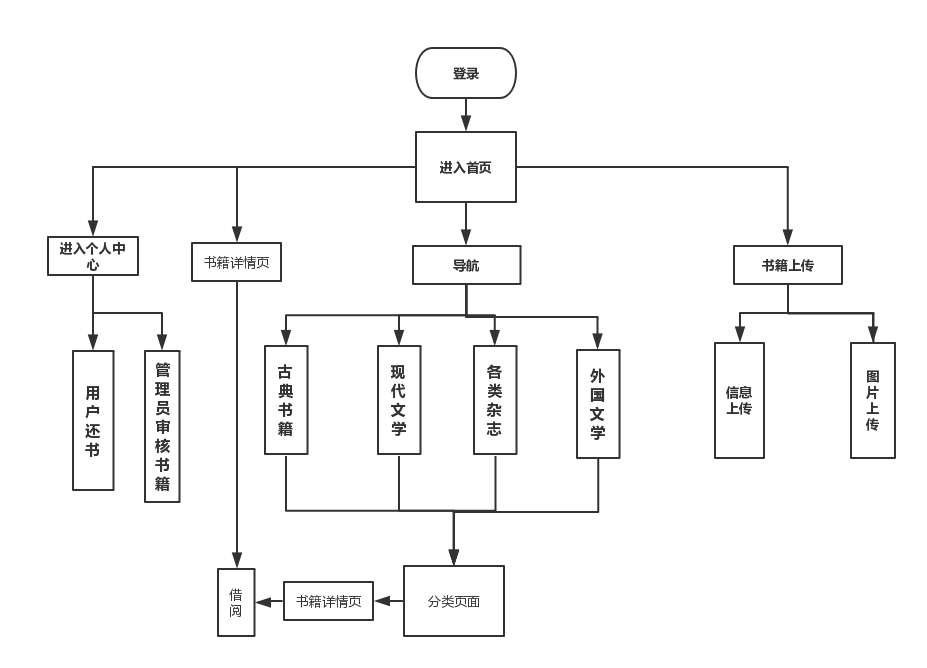 登录
进入首页
进入个人中
心
书籍详情页
导航
书籍上传
用
户
还
书
管
理
员
审
核
书
籍
古
典
书
籍
现
代
文
学
各
类
杂
志
外
国
文
学
信息
上传
图
片
上
传
借
阅
书籍详情页
分类页面